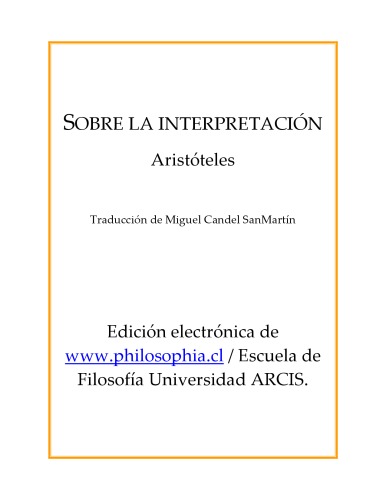 SOBRE LA INTERPRETACIÓN
Aristóteles
Traducción de Miguel Candel SanMartín
Edición electrónica de
www.philosophia.cl / Escuela de
Filosofía Universidad ARCIS.